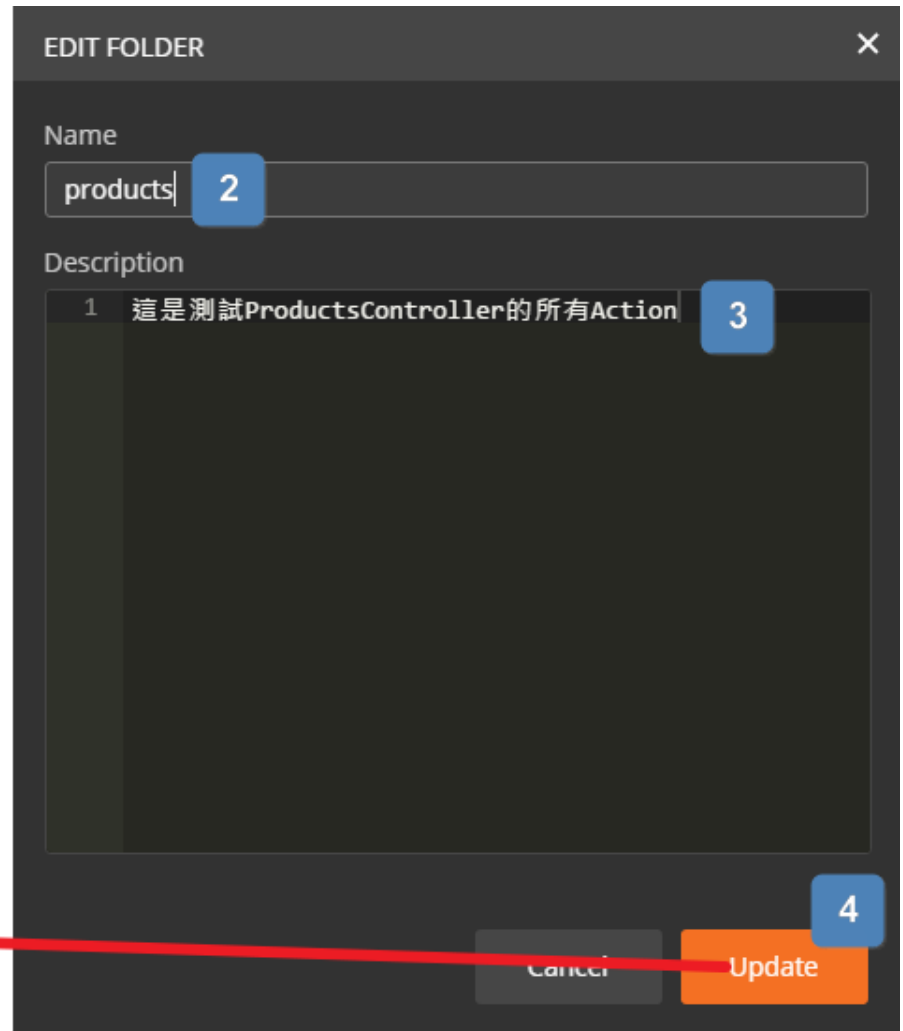 EDIT FOLDER ×
Name
products 2
Description
1 這是測試ProductsController的所有Action 3
4
Cancel Update